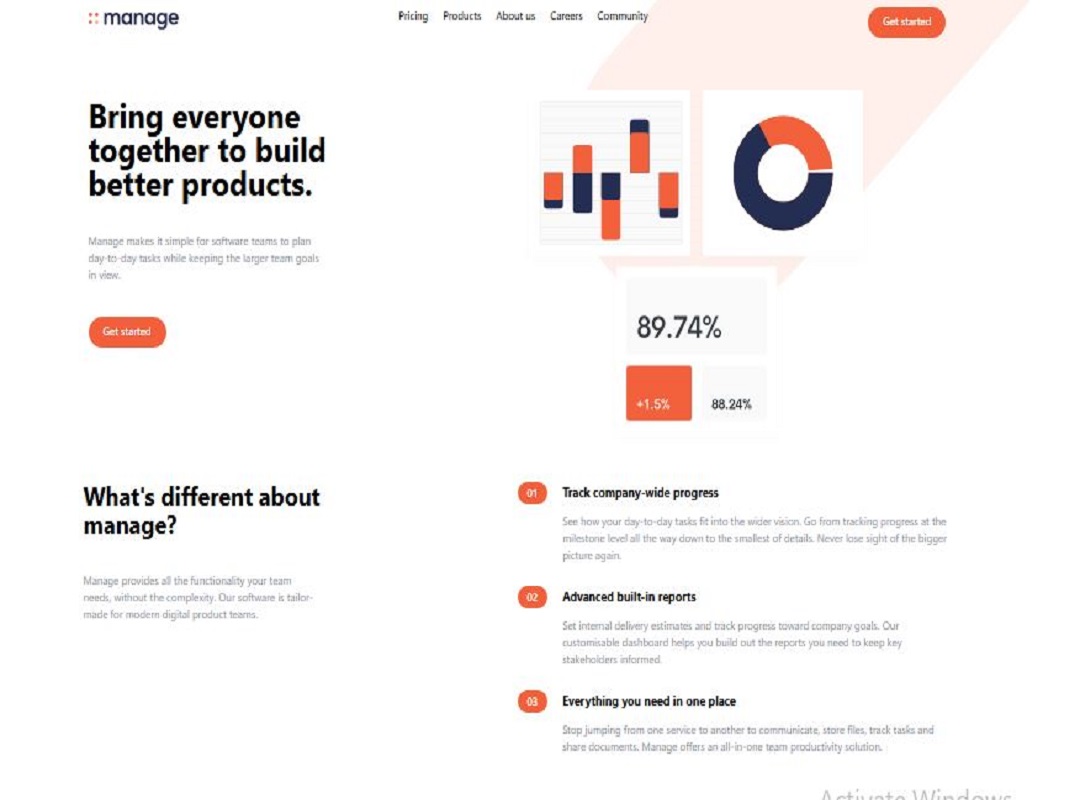 manage
Pricing Products About us Careers Community
Get started
Bring everyone
together to build
better products.
Manage makes it simple for software teams to plan
day-to-day tasks while keeping the larger team goals
in view.
Get started
89.74%
+1.5%
88.24%
What's different about
manage?
Manage provides all the functionality your team
needs, without the complexity. Our software is tailor-
made for modern digital product teams.
01 Track company-wide progress
See how your day-to-day tasks fit into the wider vision. Go from tracking progress at the
milestone level all the way down to the smallest of details. Never lose sight of the bigger
picture again.
02 Advanced built-in reports
Set internal delivery estimates and track progress toward company goals. Our
customisable dashboard helps you build out the reports you need to keep key
stakeholders informed.
03 Everything you need in one place
Stop jumping from one service to another to communicate, store files, track tasks and
share documents. Manage offers an all-in-one team productivity solution.
Activate Windows